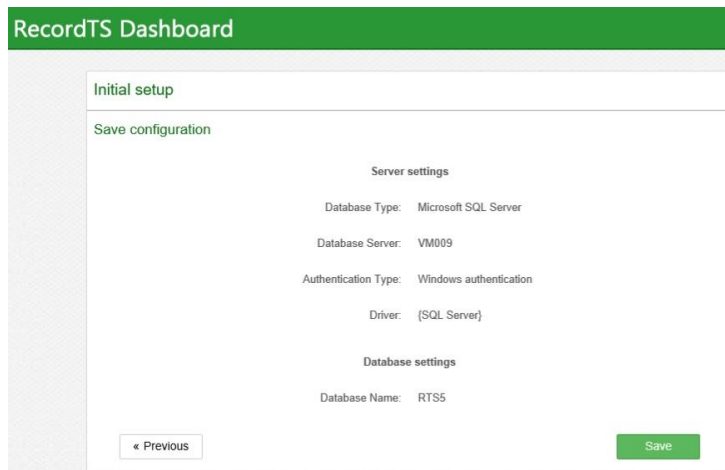 RecordTS Dashboard
Initial setup
Save configuration
Server settings
Database Type: Microsoft SQL Server
Database Server: VM009
Authentication Type: Windows authentication
Driver: {SQL Server}
Database settings
Database Name: RTS5
« Previous Save